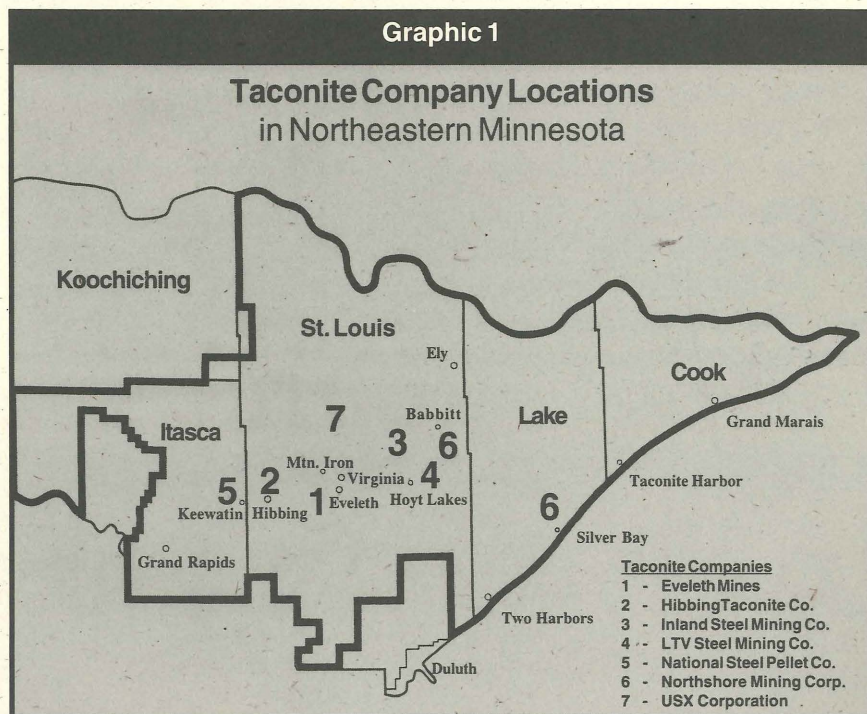 Graphic 1
Taconite Company Locations
in Northeastern Minnesota
Koochiching
St. Louis
Ely
Cook
Lake
Grand Marais
7
Babbitt
Itasca
3
6
Mtn. Iron
Virginia
4
Taconite Harbor
5
2
1
Eveleth
Hoyt Lakes
Keewatin
Hibbing
6
Silver Bay
Grand Rapids
Two Harbors
Duluth
Taconite Companies
1 - Eveleth Mines
2 - HibbingTaconite Co.
3 - Inland Steel Mining Co.
4 - LTV Steel Mining Co.
5 - National Steel Pellet Co.
6 - Northshore Mining Corp.
7 - USX Corporation